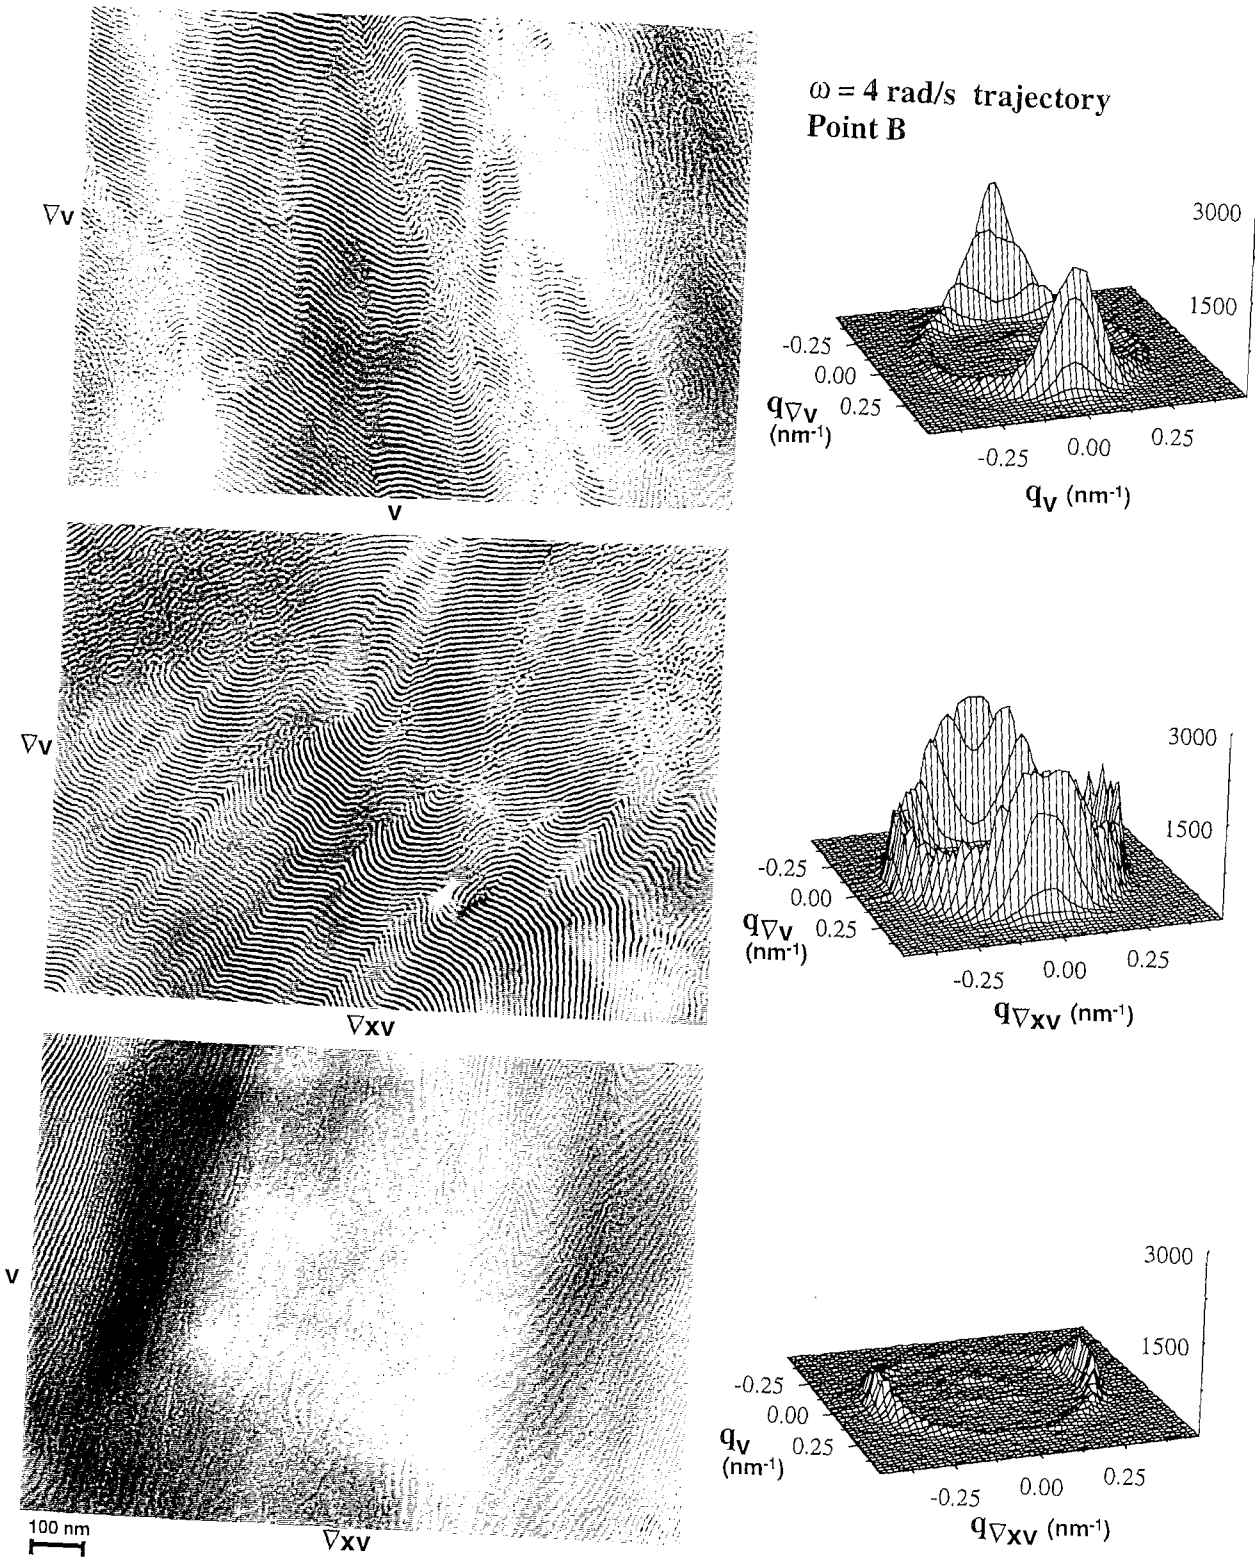 ω = 4 rad/s trajectory
Point B
∇v
v
3000
1500
-0.25
0.00
0.25
q∇v
(nm-1)
-0.25
0.00
0.25
qv (nm-1)
∇v
∇xv
3000
1500
-0.25
0.00
0.25
q∇v
(nm-1)
-0.25
0.00
0.25
q∇xv (nm-1)
v
∇xv
100 nm
3000
1500
-0.25
0.00
0.25
qv
(nm-1)
-0.25
0.00
0.25
q∇xv (nm-1)